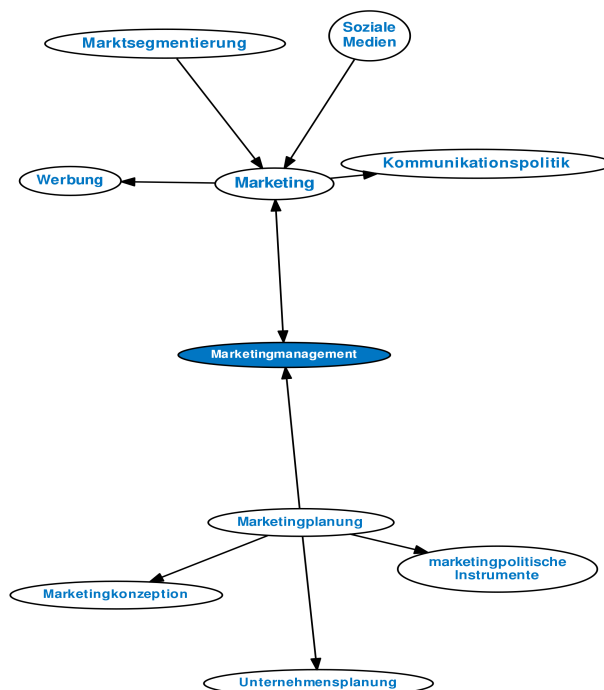 Marktsegmentierung
Soziale
Medien
Kommunikationspolitik
Werbung
Marketing
Marketingmanagement
Marketingplanung
marketingpolitische
Instrumente
Marketingkonzeption
Unternehmensplanung